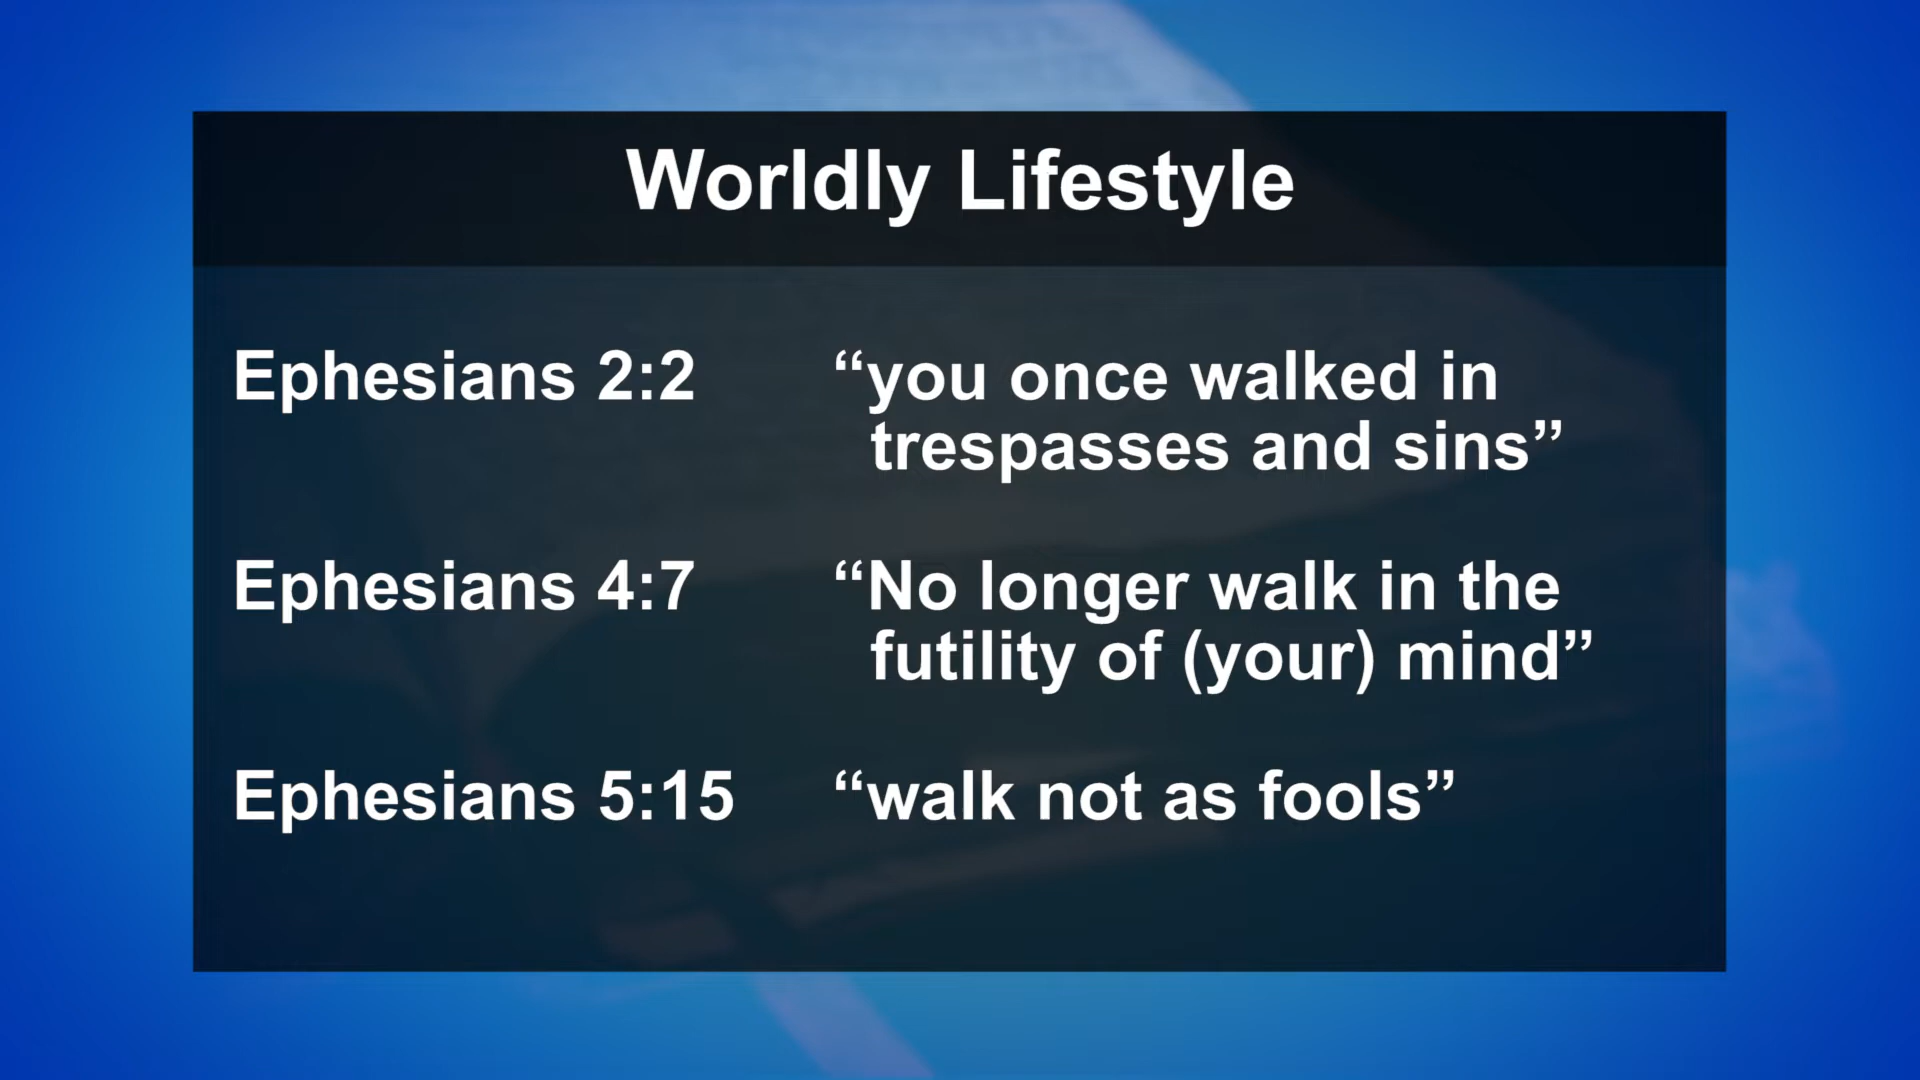 Worldly Lifestyle
Ephesians 2:2 “you once walked in
trespasses and sins”
Ephesians 4:7 “No longer walk in the
futility of (your) mind”
Ephesians 5:15 “walk not as fools”